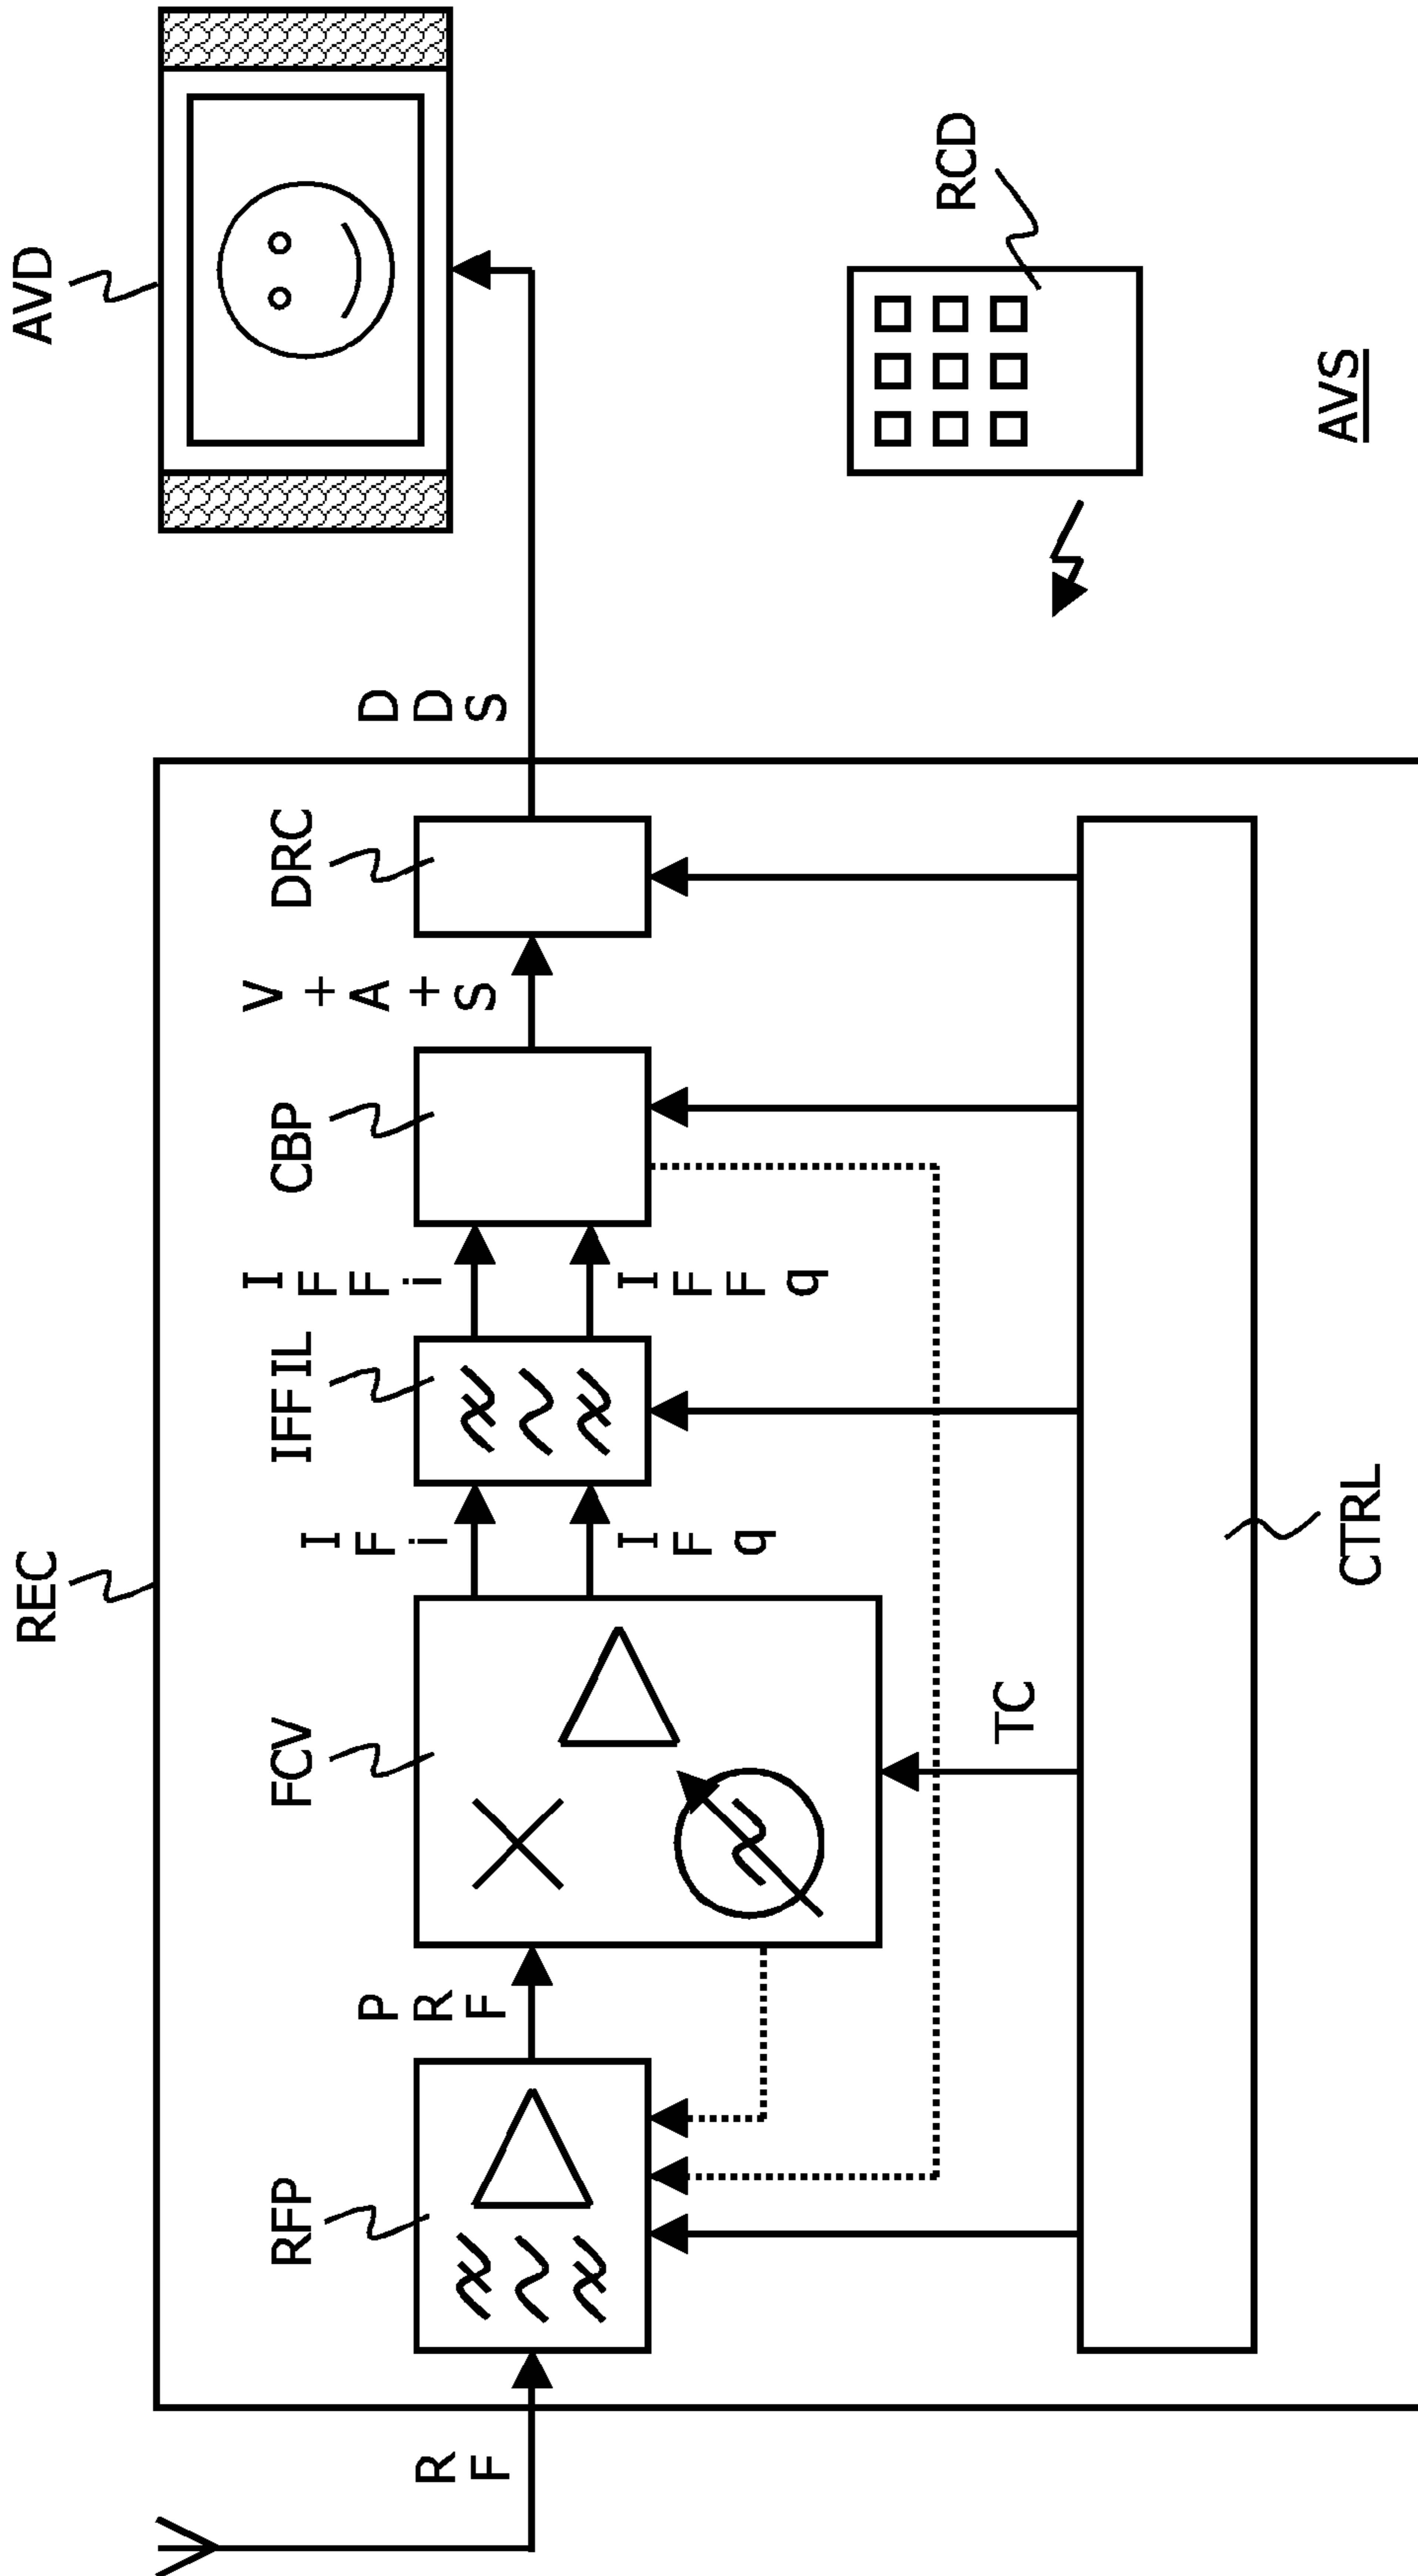 REC
AVD
RFP
FCV
IFFIL
CBP
DRC
RF
PRF
IFi
IFq
IFFi
IFFq
V+A+S
DDS
TC
RCD
CTRL
AVS